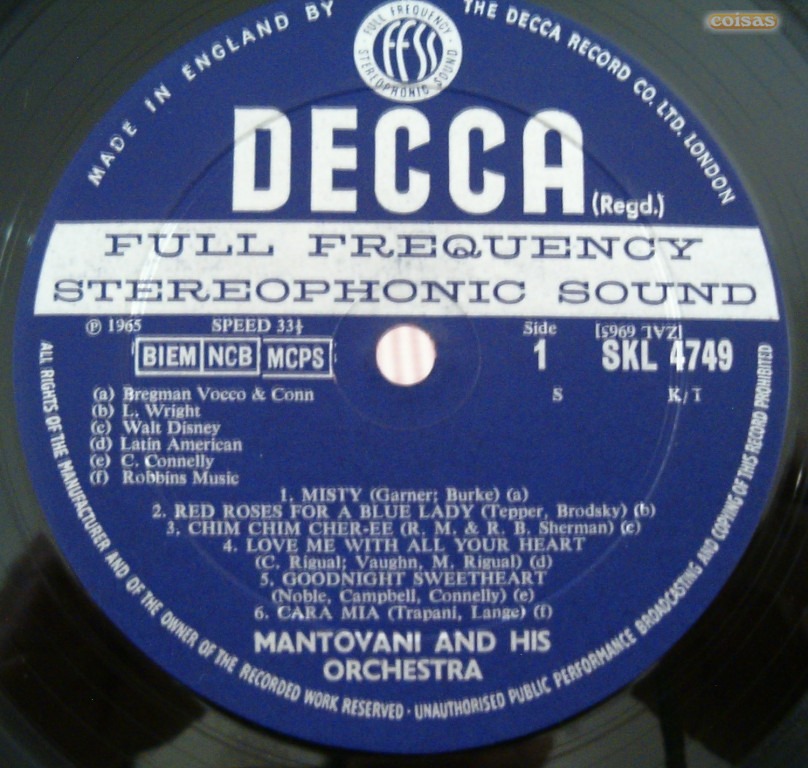 coisas
MADE IN ENGLAND BY THE DECCA RECORD CO. LTD. LONDON
FULL FREQUENCY
FFSS
STEREOPHONIC SOUND
DECCA (Regd.)
FULL FREQUENCY
STEREOPHONIC SOUND
℗ 1965 SPEED 33⅓ Side [ZAL 6965]
BIEM NCB MCPS 1 SKL 4749
(a) Bregman Vocco & Conn S K/T
(b) L. Wright
(c) Walt Disney
(d) Latin American
(e) C. Connelly
(f) Robbins Music
1. MISTY (Garner; Burke) (a)
2. RED ROSES FOR A BLUE LADY (Tepper, Brodsky) (b)
3. CHIM CHIM CHER-EE (R. M. & R. B. Sherman) (c)
4. LOVE ME WITH ALL YOUR HEART
(C. Rigual; Vaughn, M. Rigual) (d)
5. GOODNIGHT SWEETHEART
(Noble, Campbell, Connelly) (e)
6. CARA MIA (Trapani, Lange) (f)
MANTOVANI AND HIS
ORCHESTRA
ALL RIGHTS OF THE MANUFACTURER AND OF THE OWNER OF THE RECORDED WORK RESERVED · UNAUTHORISED PUBLIC PERFORMANCE BROADCASTING AND COPYING OF THIS RECORD PROHIBITED